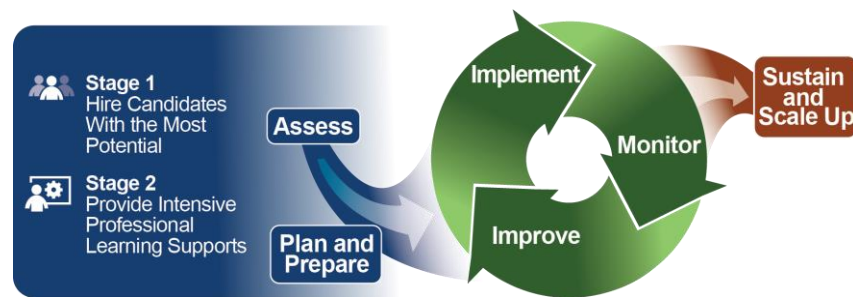 Stage 1
Hire Candidates
With the Most
Potential
Stage 2
Provide Intensive
Professional
Learning Supports
Assess
Plan and
Prepare
Implement
Monitor
Improve
Sustain
and
Scale Up